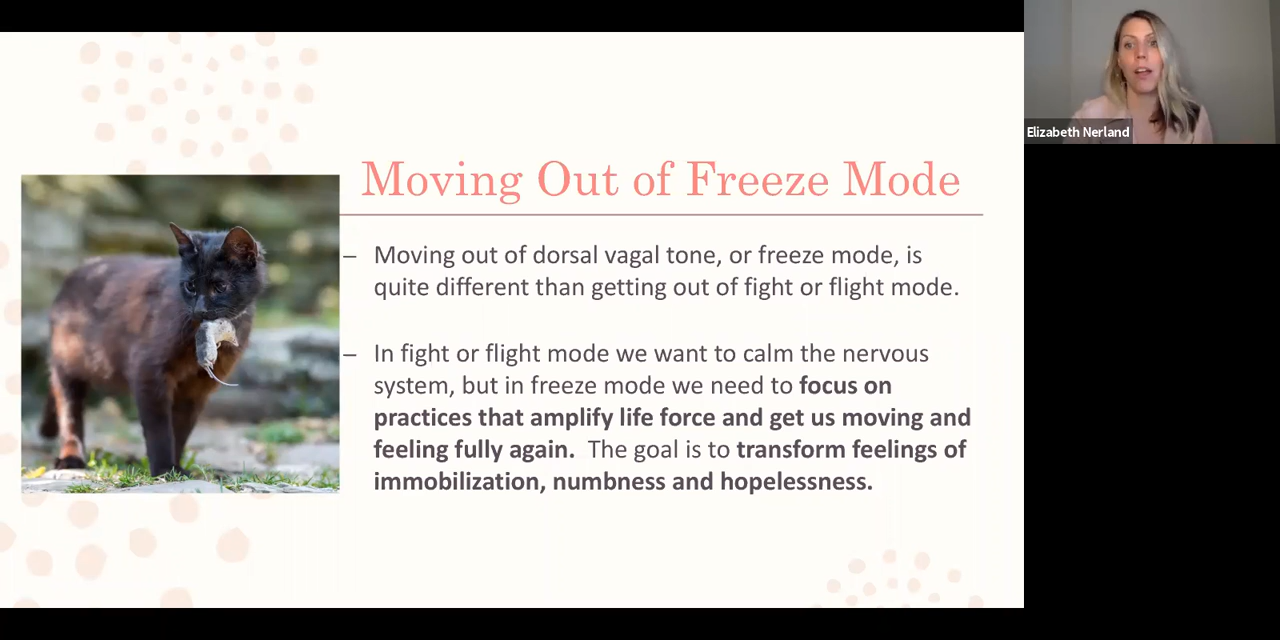 Elizabeth Nerland
Moving Out of Freeze Mode
– Moving out of dorsal vagal tone, or freeze mode, is
quite different than getting out of fight or flight mode.
– In fight or flight mode we want to calm the nervous
system, but in freeze mode we need to focus on
practices that amplify life force and get us moving and
feeling fully again.  The goal is to transform feelings of
immobilization, numbness and hopelessness.